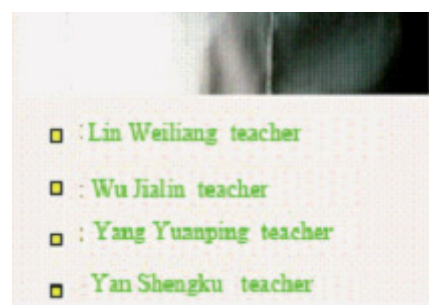 : Lin Weiliang teacher
: Wu Jialin teacher
: Yang Yuanping teacher
Yan Shengku teacher